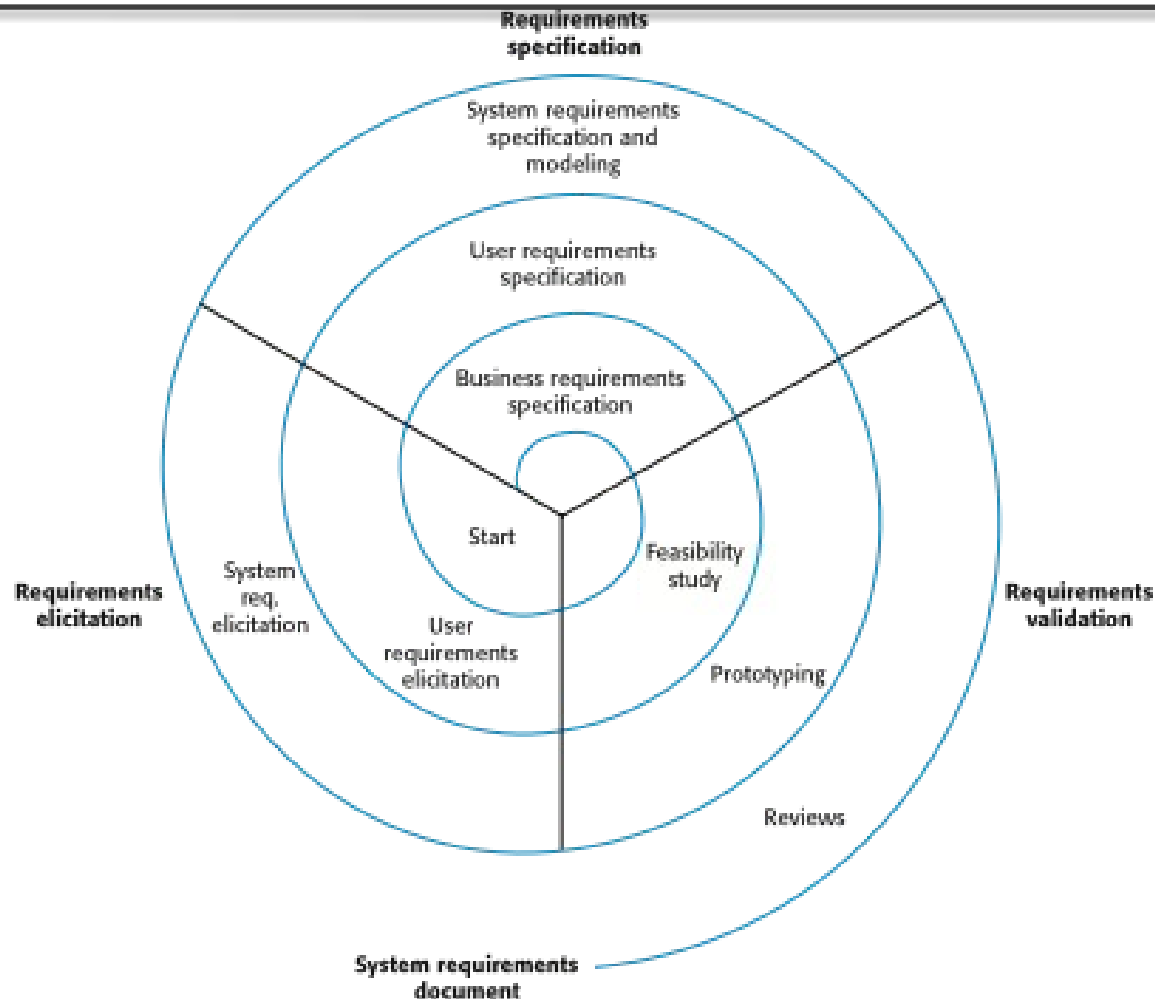 Requirements
specification
System requirements
specification and
modeling
User requirements
specification
Business requirements
specification
Start
Feasibility
study
System
req.
elicitation
Requirements
elicitation
Requirements
validation
User
requirements
elicitation
Prototyping
Reviews
System requirements
document